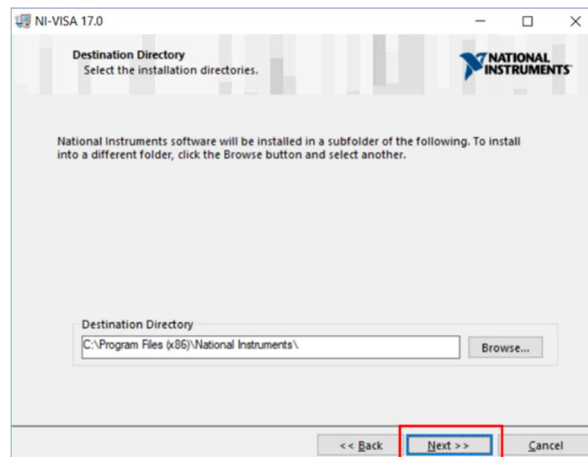 NI-VISA 17.0
Destination Directory
Select the installation directories.
NATIONAL
INSTRUMENTS
National Instruments software will be installed in a subfolder of the following. To install
into a different folder, click the Browse button and select another.
Destination Directory
C:\Program Files (x86)\National Instruments\
Browse...
<< Back
Next >>
Cancel